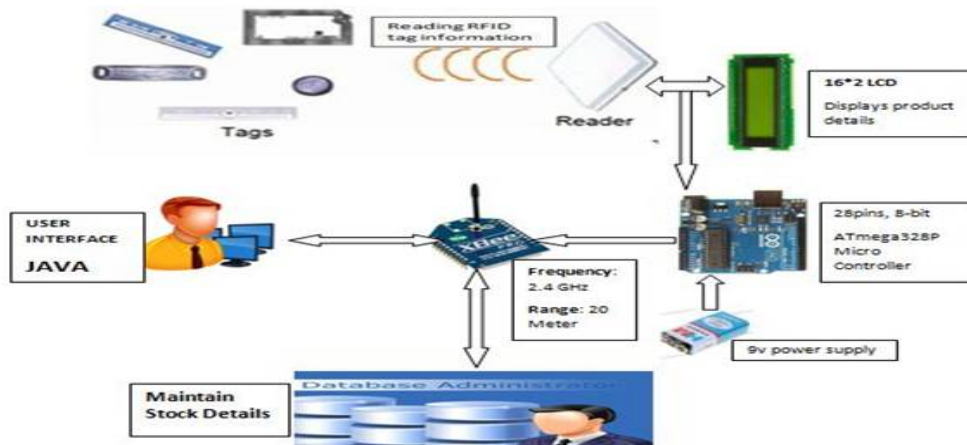 Reading RFID
tag information
Tags
Reader
16*2 LCD
Displays product
details
USER
INTERFACE
JAVA
XBee
Frequency:
2.4 GHz
Range: 20
Meter
28pins, 8-bit
ATmega328P
Micro
Controller
9v power supply
Maintain
Stock Details
Database Administrator